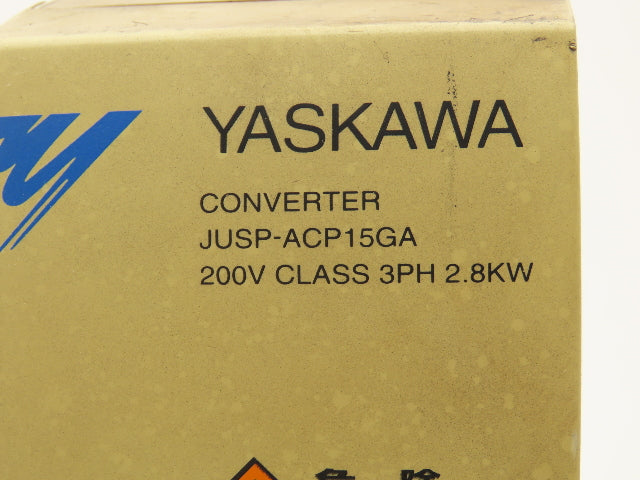 YASKAWA
CONVERTER
JUSP-ACP15GA
200V CLASS 3PH 2.8KW